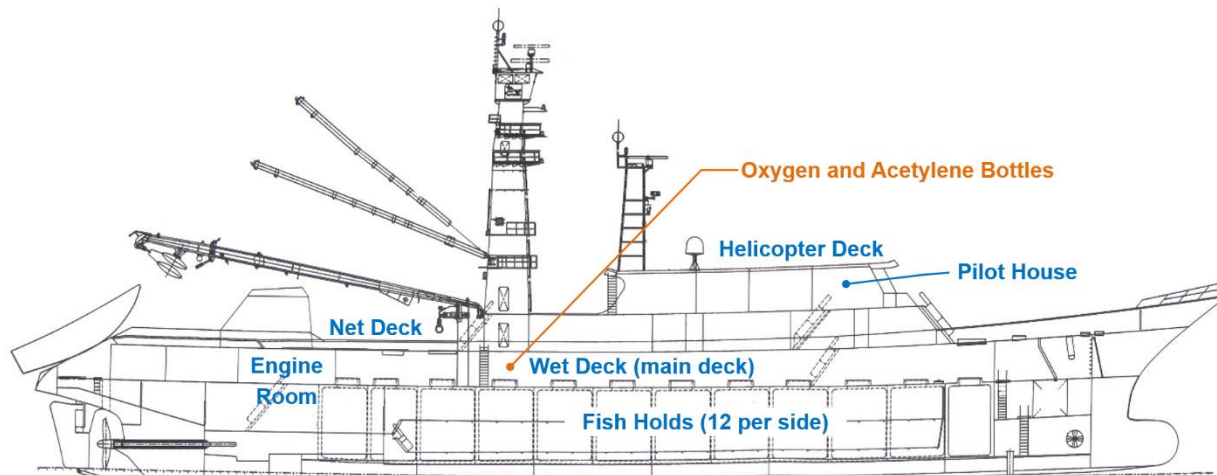 Oxygen and Acetylene Bottles
Helicopter Deck
Pilot House
Net Deck
Engine
Room
Wet Deck (main deck)
Fish Holds (12 per side)